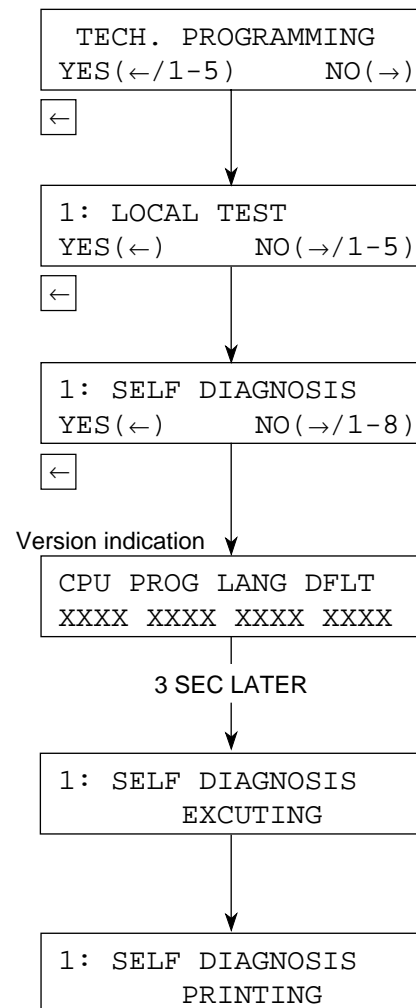 TECH. PROGRAMMING
YES(←/1-5) NO(→)
←
1: LOCAL TEST
YES(←) NO(→/1-5)
←
1: SELF DIAGNOSIS
YES(←) NO(→/1-8)
←
Version indication
CPU PROG LANG DFLT
XXXX XXXX XXXX XXXX
3 SEC LATER
1: SELF DIAGNOSIS
EXCUTING
1: SELF DIAGNOSIS
PRINTING